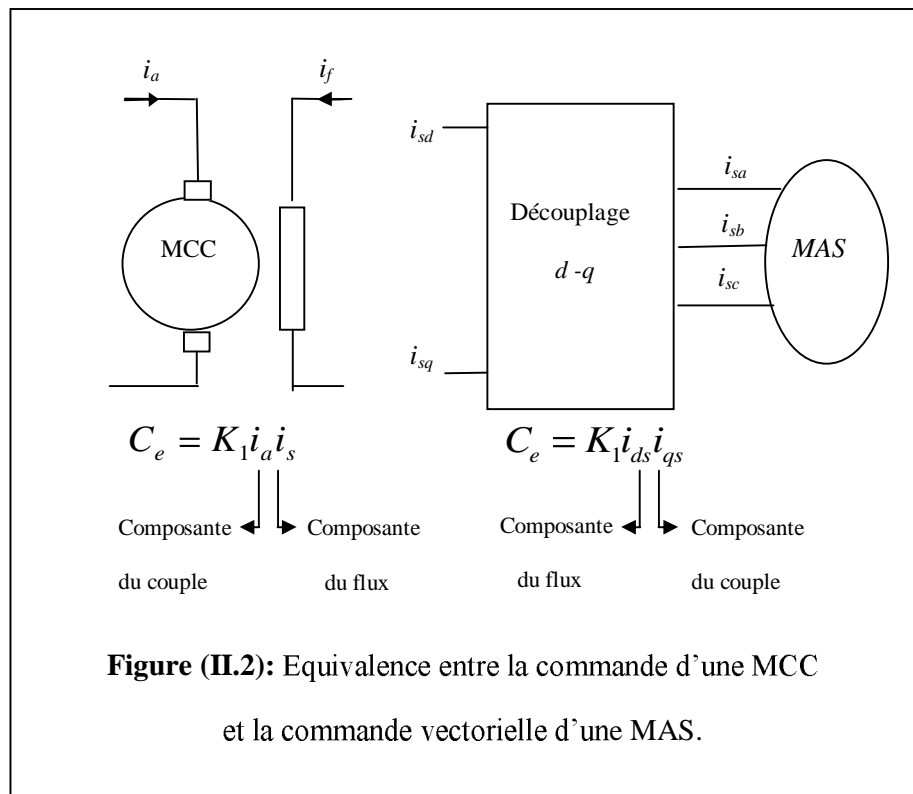 i_a
i_f
i_sd
i_sa
MCC
Découplage
i_sb
MAS
d -q
i_sc
i_sq
C_e = K_1 i_a i_s
C_e = K_1 i_ds i_qs
Composante
Composante
Composante
Composante
du couple
du flux
du flux
du couple
Figure (II.2): Equivalence entre la commande d'une MCC
et la commande vectorielle d'une MAS.